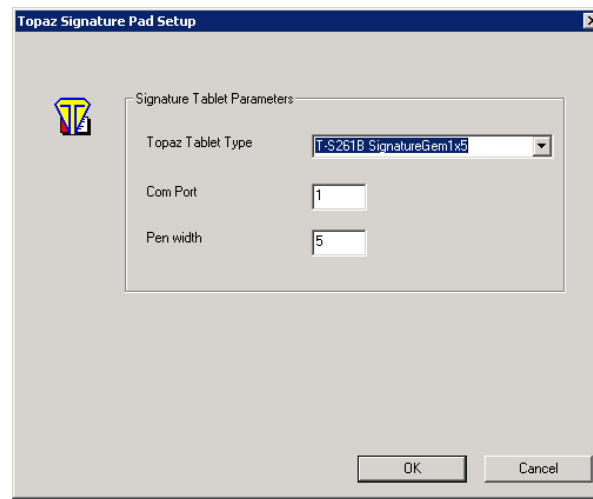 Topaz Signature Pad Setup
Signature Tablet Parameters
Topaz Tablet Type
T-S261B SignatureGem1x5
Com Port
1
Pen width
5
OK
Cancel